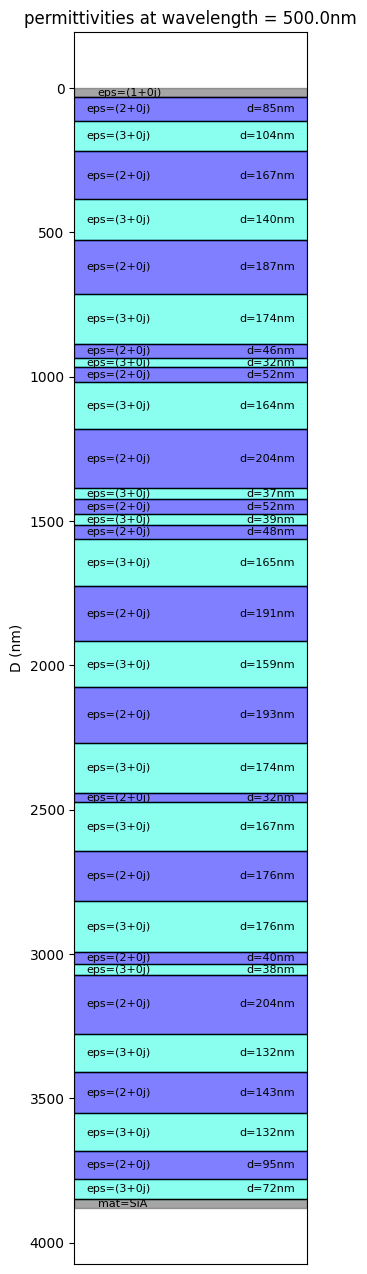 permittivities at wavelength = 500.0nm
0
eps=(1+0j)
eps=(2+0j) d=85nm
eps=(3+0j) d=104nm
eps=(2+0j) d=167nm
eps=(3+0j) d=140nm
500
eps=(2+0j) d=187nm
eps=(3+0j) d=174nm
eps=(2+0j) d=46nm
eps=(3+0j) d=32nm
eps=(2+0j) d=52nm
1000
eps=(3+0j) d=164nm
eps=(2+0j) d=204nm
eps=(3+0j) d=37nm
eps=(2+0j) d=52nm
1500
eps=(3+0j) d=39nm
eps=(2+0j) d=48nm
eps=(3+0j) d=165nm
eps=(2+0j) d=191nm
D (nm)
2000
eps=(3+0j) d=159nm
eps=(2+0j) d=193nm
eps=(3+0j) d=174nm
eps=(2+0j) d=32nm
2500
eps=(3+0j) d=167nm
eps=(2+0j) d=176nm
eps=(3+0j) d=176nm
3000
eps=(2+0j) d=40nm
eps=(3+0j) d=38nm
eps=(2+0j) d=204nm
eps=(3+0j) d=132nm
3500
eps=(2+0j) d=143nm
eps=(3+0j) d=132nm
eps=(2+0j) d=95nm
eps=(3+0j) d=72nm
mat=SiA
4000